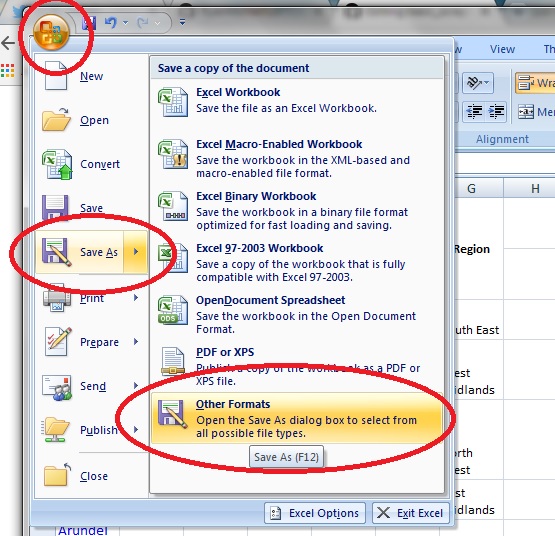 View
Th
New
Open
Convert
Save
Save As
Print
Prepare
Send
Publish
Close
Save a copy of the document
Excel Workbook
Save the file as an Excel Workbook.
Excel Macro-Enabled Workbook
Save the workbook in the XML-based and
macro-enabled file format.
Excel Binary Workbook
Save the workbook in a binary file format
optimized for fast loading and saving.
Excel 97-2003 Workbook
Save a copy of the workbook that is fully
compatible with Excel 97-2003.
OpenDocument Spreadsheet
Save the workbook in the Open Document
Format.
PDF or XPS
Publish a copy of the workbook as a PDF or
XPS file.
Other Formats
Open the Save As dialog box to select from
all possible file types.
Save As (F12)
Excel Options
Exit Excel
Wra
Mer
Alignment
G
H
Region
outh East
est
idlands
orth
est
est
idlands
Arundel